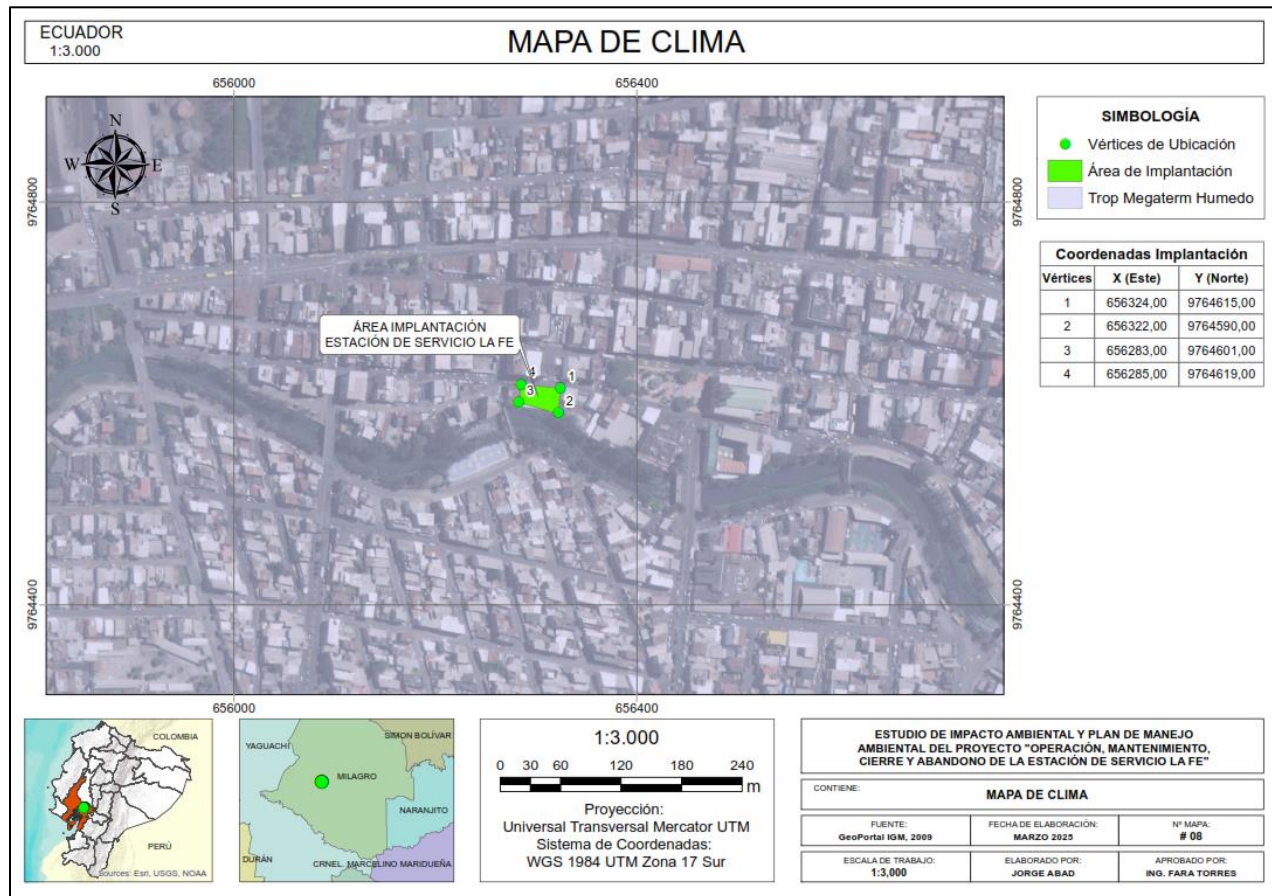 ECUADOR
1:3.000
MAPA DE CLIMA
656000
656400
9764800
9764800
N
W
E
S
ÁREA IMPLANTACIÓN
ESTACIÓN DE SERVICIO LA FE
4
1
3
2
9764400
9764400
656000
656400
SIMBOLOGÍA
Vértices de Ubicación
Área de Implantación
Trop Megaterm Humedo
Coordenadas Implantación
Vértices X (Este) Y (Norte)
1 656324,00 9764615,00
2 656322,00 9764590,00
3 656283,00 9764601,00
4 656285,00 9764619,00
COLOMBIA
PERÚ
Sources: Esri, USGS, NOAA
YAGUACHI
SIMON BOLÍVAR
MILAGRO
NARANJITO
DURÁN
CRNEL. MARCELINO MARIDUEÑA
1:3.000
0 30 60 120 180 240
m
Proyección:
Universal Transversal Mercator UTM
Sistema de Coordenadas:
WGS 1984 UTM Zona 17 Sur
ESTUDIO DE IMPACTO AMBIENTAL Y PLAN DE MANEJO
AMBIENTAL DEL PROYECTO "OPERACIÓN, MANTENIMIENTO,
CIERRE Y ABANDONO DE LA ESTACIÓN DE SERVICIO LA FE"
CONTIENE:
MAPA DE CLIMA
FUENTE:
GeoPortal IGM, 2009
FECHA DE ELABORACIÓN:
MARZO 2025
Nº MAPA:
# 08
ESCALA DE TRABAJO:
1:3,000
ELABORADO POR:
JORGE ABAD
APROBADO POR:
ING. FARA TORRES